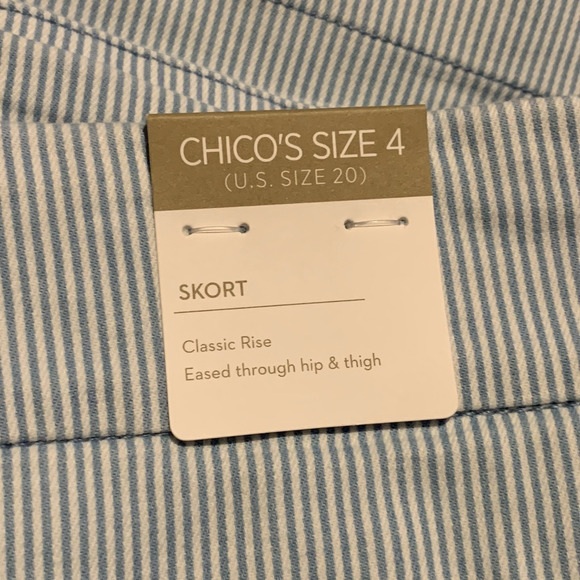 CHICO'S SIZE 4
(U.S. SIZE 20)
SKORT
Classic Rise
Eased through hip & thigh